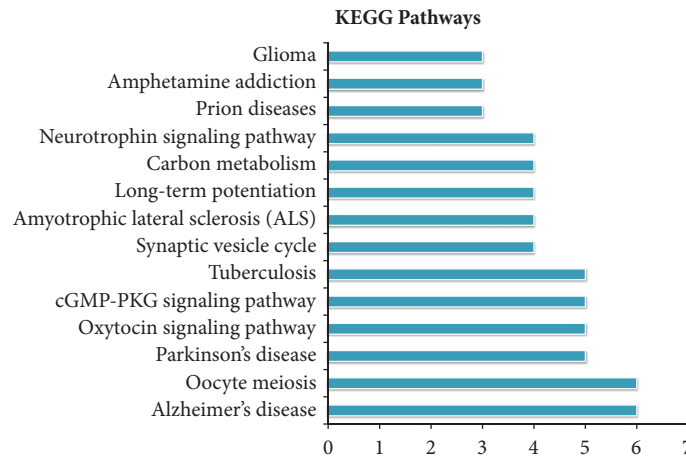 KEGG Pathways
Glioma
Amphetamine addiction
Prion diseases
Neurotrophin signaling pathway
Carbon metabolism
Long-term potentiation
Amyotrophic lateral sclerosis (ALS)
Synaptic vesicle cycle
Tuberculosis
cGMP-PKG signaling pathway
Oxytocin signaling pathway
Parkinson’s disease
Oocyte meiosis
Alzheimer’s disease
0 1 2 3 4 5 6 7